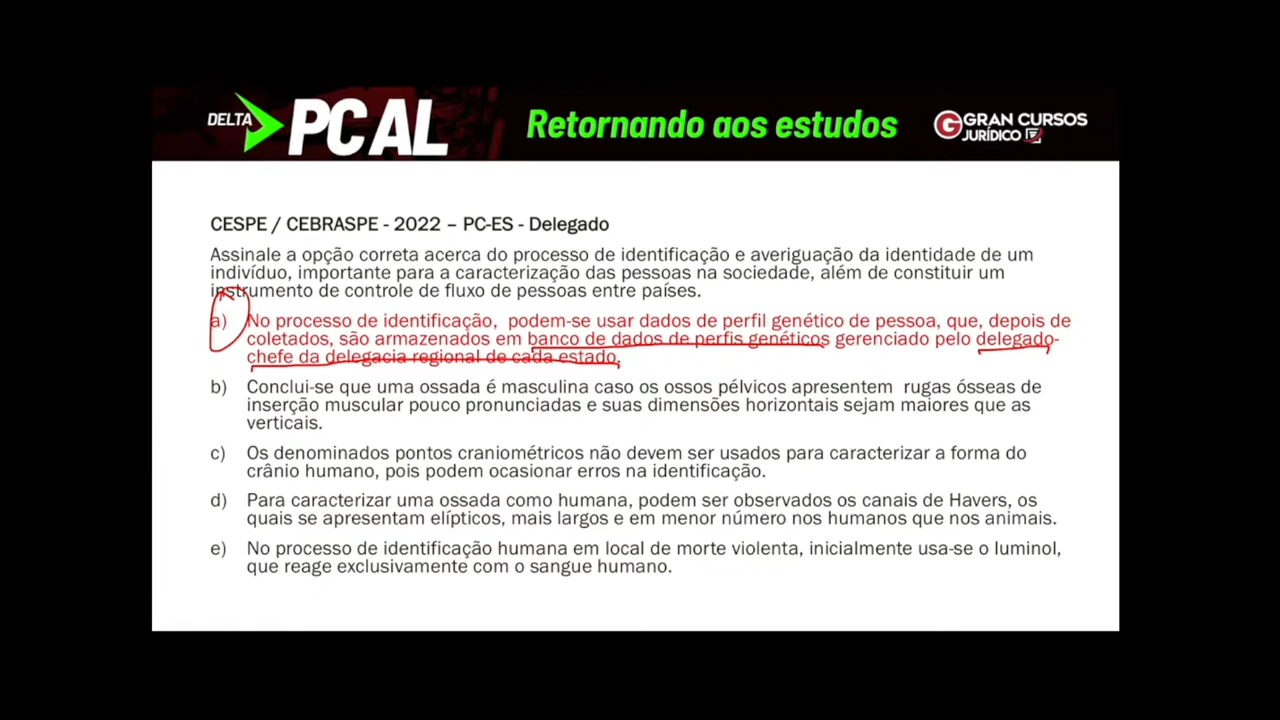 DELTA PC AL Retornando aos estudos GRAN CURSOS
JURÍDICO
CESPE / CEBRASPE - 2022 – PC-ES - Delegado
Assinale a opção correta acerca do processo de identificação e averiguação da identidade de um
indivíduo, importante para a caracterização das pessoas na sociedade, além de constituir um
instrumento de controle de fluxo de pessoas entre países.
a) No processo de identificação, podem-se usar dados de perfil genético de pessoa, que, depois de
coletados, são armazenados em banco de dados de perfis genéticos gerenciado pelo delegado-
chefe da delegacia regional de cada estado.
b) Conclui-se que uma ossada é masculina caso os ossos pélvicos apresentem rugas ósseas de
inserção muscular pouco pronunciadas e suas dimensões horizontais sejam maiores que as
verticais.
c) Os denominados pontos craniométricos não devem ser usados para caracterizar a forma do
crânio humano, pois podem ocasionar erros na identificação.
d) Para caracterizar uma ossada como humana, podem ser observados os canais de Havers, os
quais se apresentam elípticos, mais largos e em menor número nos humanos que nos animais.
e) No processo de identificação humana em local de morte violenta, inicialmente usa-se o luminol,
que reage exclusivamente com o sangue humano.